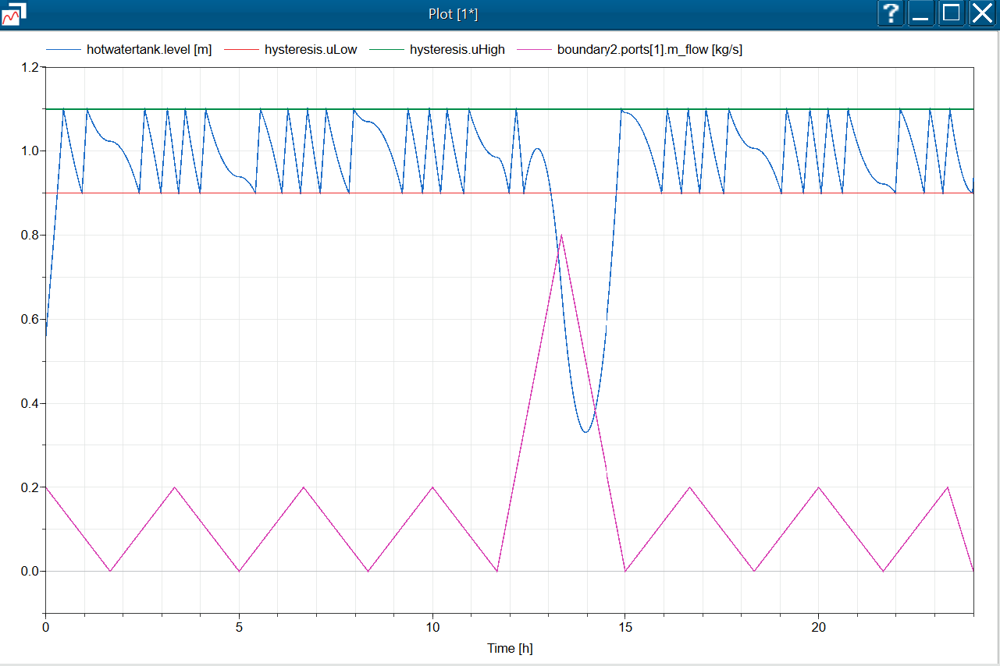 Plot [1*]
?
hotwatertank.level [m] hysteresis.uLow hysteresis.uHigh boundary2.ports[1].m_flow [kg/s]
1.2
1.0
0.8
0.6
0.4
0.2
0.0
0 5 10 15 20
Time [h]